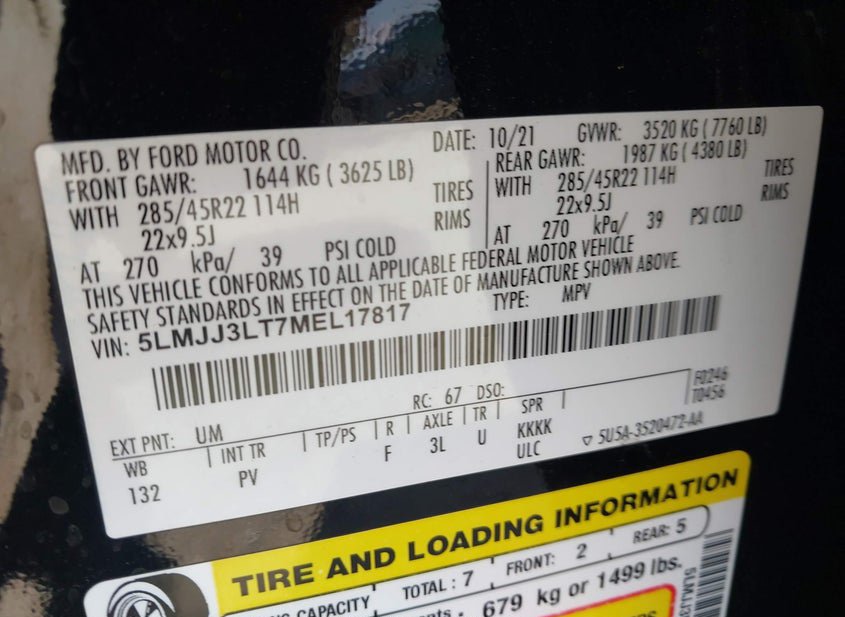 MFD. BY FORD MOTOR CO. DATE: 10/21 GVWR: 3520 KG ( 7760 LB)
FRONT GAWR: 1644 KG ( 3625 LB) REAR GAWR: 1987 KG ( 4380 LB)
WITH 285/45R22 114H TIRES WITH 285/45R22 114H TIRES
22x9.5J RIMS 22x9.5J RIMS
AT 270 kPa/ 39 PSI COLD AT 270 kPa/ 39 PSI COLD
THIS VEHICLE CONFORMS TO ALL APPLICABLE FEDERAL MOTOR VEHICLE
SAFETY STANDARDS IN EFFECT ON THE DATE OF MANUFACTURE SHOWN ABOVE.
VIN: 5LMJJ3LT7MEL17817 TYPE: MPV
F0246
T0456
EXT PNT: UM RC: 67 DSO:
WB INT TR TP/PS R AXLE TR SPR
132 PV F 3L U KKKK
ULC
5U5A-3520472-AA
TIRE AND LOADING INFORMATION
CAPACITY TOTAL : 7 FRONT: 2 REAR: 5
679 kg or 1499 lbs.